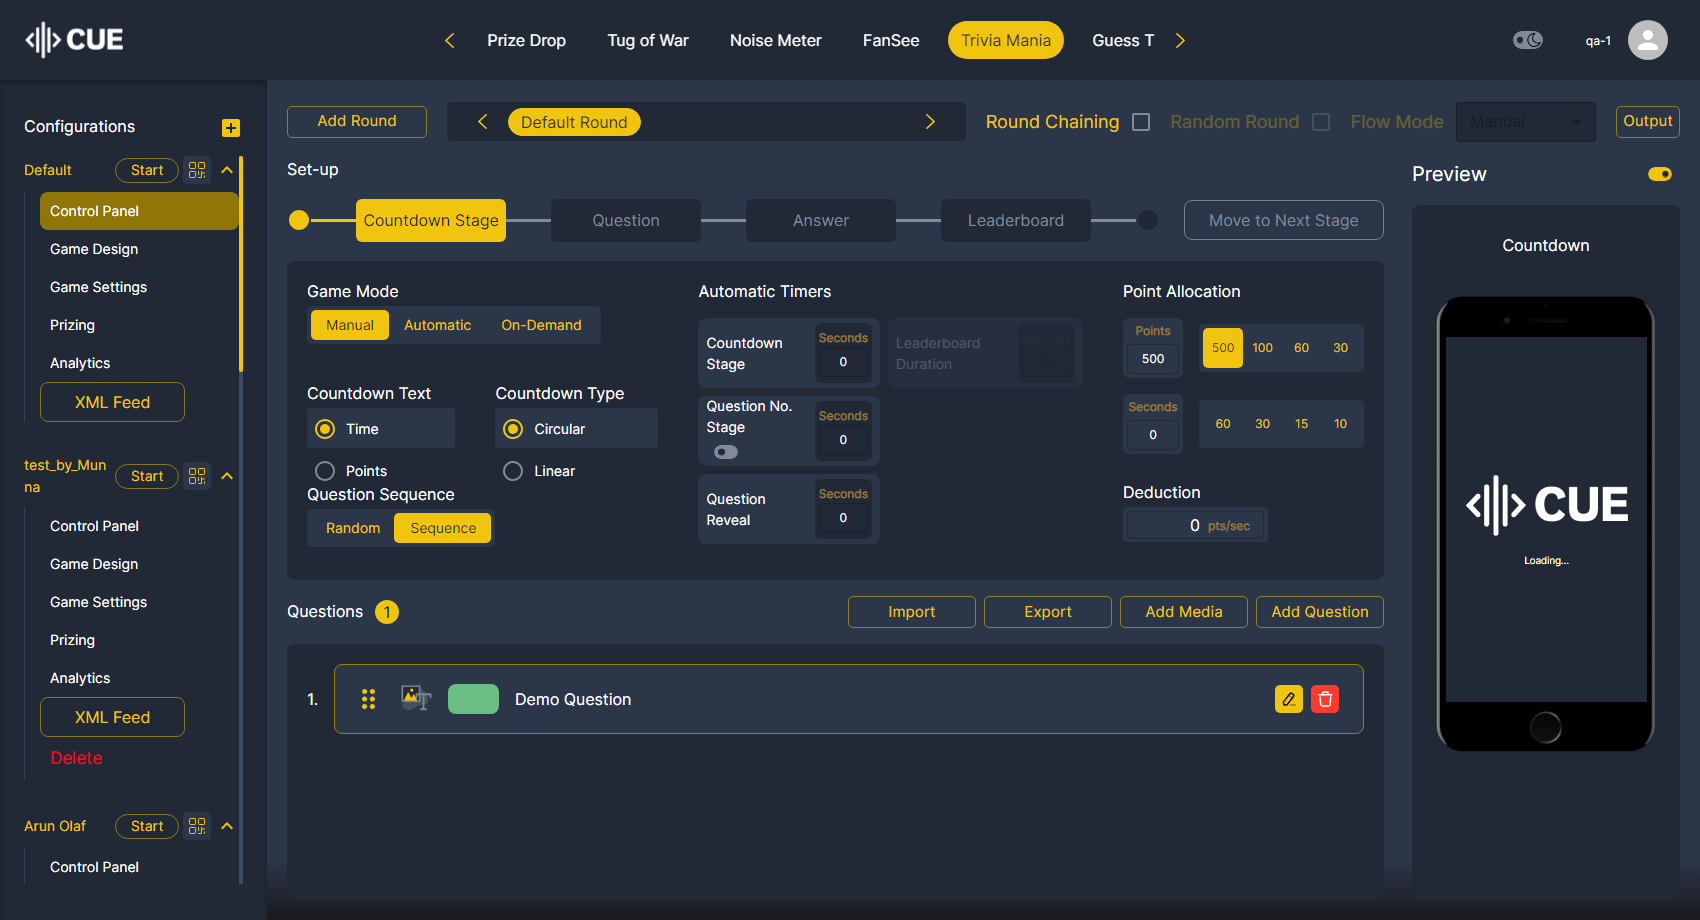 CUE
Prize Drop
Tug of War
Noise Meter
FanSee
Trivia Mania
Guess T
qa-1
Configurations
Default
Start
Control Panel
Game Design
Game Settings
Prizing
Analytics
XML Feed
test_by_Mun
na
Start
Control Panel
Game Design
Game Settings
Prizing
Analytics
XML Feed
Delete
Arun Olaf
Start
Control Panel
Add Round
Default Round
Round Chaining
Random Round
Flow Mode
Manual
Output
Set-up
Countdown Stage
Question
Answer
Leaderboard
Move to Next Stage
Game Mode
Manual
Automatic
On-Demand
Countdown Text
Time
Points
Countdown Type
Circular
Linear
Question Sequence
Random
Sequence
Automatic Timers
Countdown
Stage
Seconds
0
Leaderboard
Duration
Seconds
10
Question No.
Stage
Seconds
0
Question
Reveal
Seconds
0
Point Allocation
Points
500
500
100
60
30
Seconds
0
60
30
15
10
Deduction
0 pts/sec
Questions
1
Import
Export
Add Media
Add Question
1.
Demo Question
Preview
Countdown
CUE
Loading...